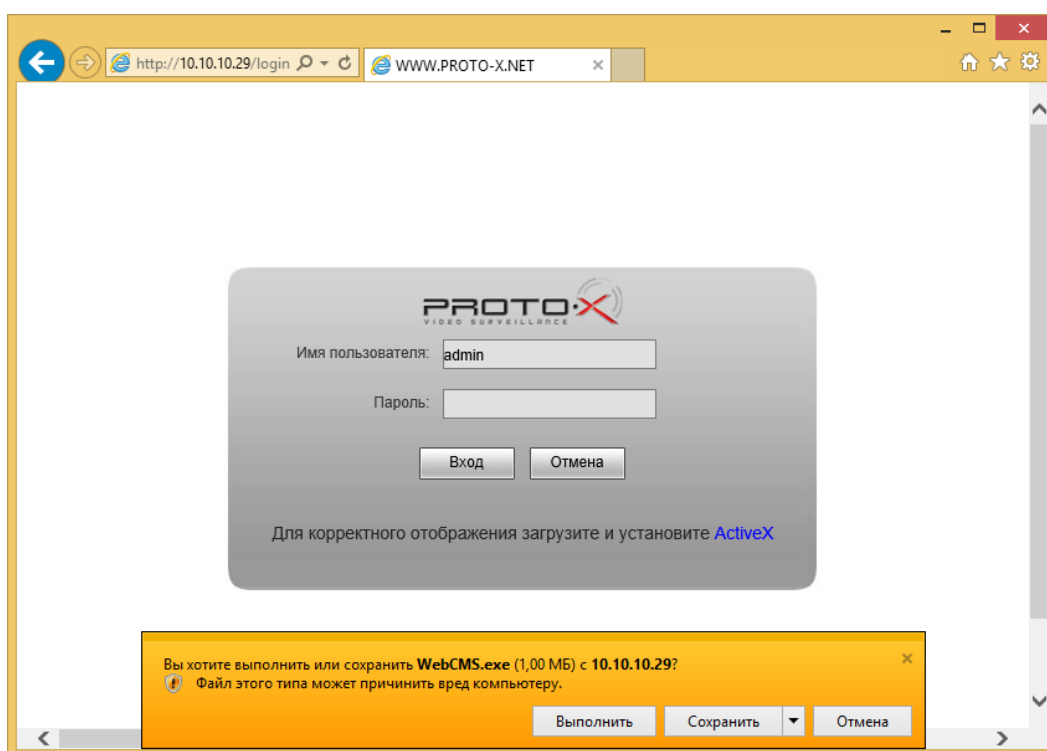 http://10.10.10.29/login
WWW.PROTO-X.NET
PROTO·X
VIDEO SURVEILLANCE
Имя пользователя:
admin
Пароль:
Вход
Отмена
Для корректного отображения загрузите и установите ActiveX
Вы хотите выполнить или сохранить WebCMS.exe (1,00 МБ) с 10.10.10.29?
Файл этого типа может причинить вред компьютеру.
Выполнить
Сохранить
Отмена